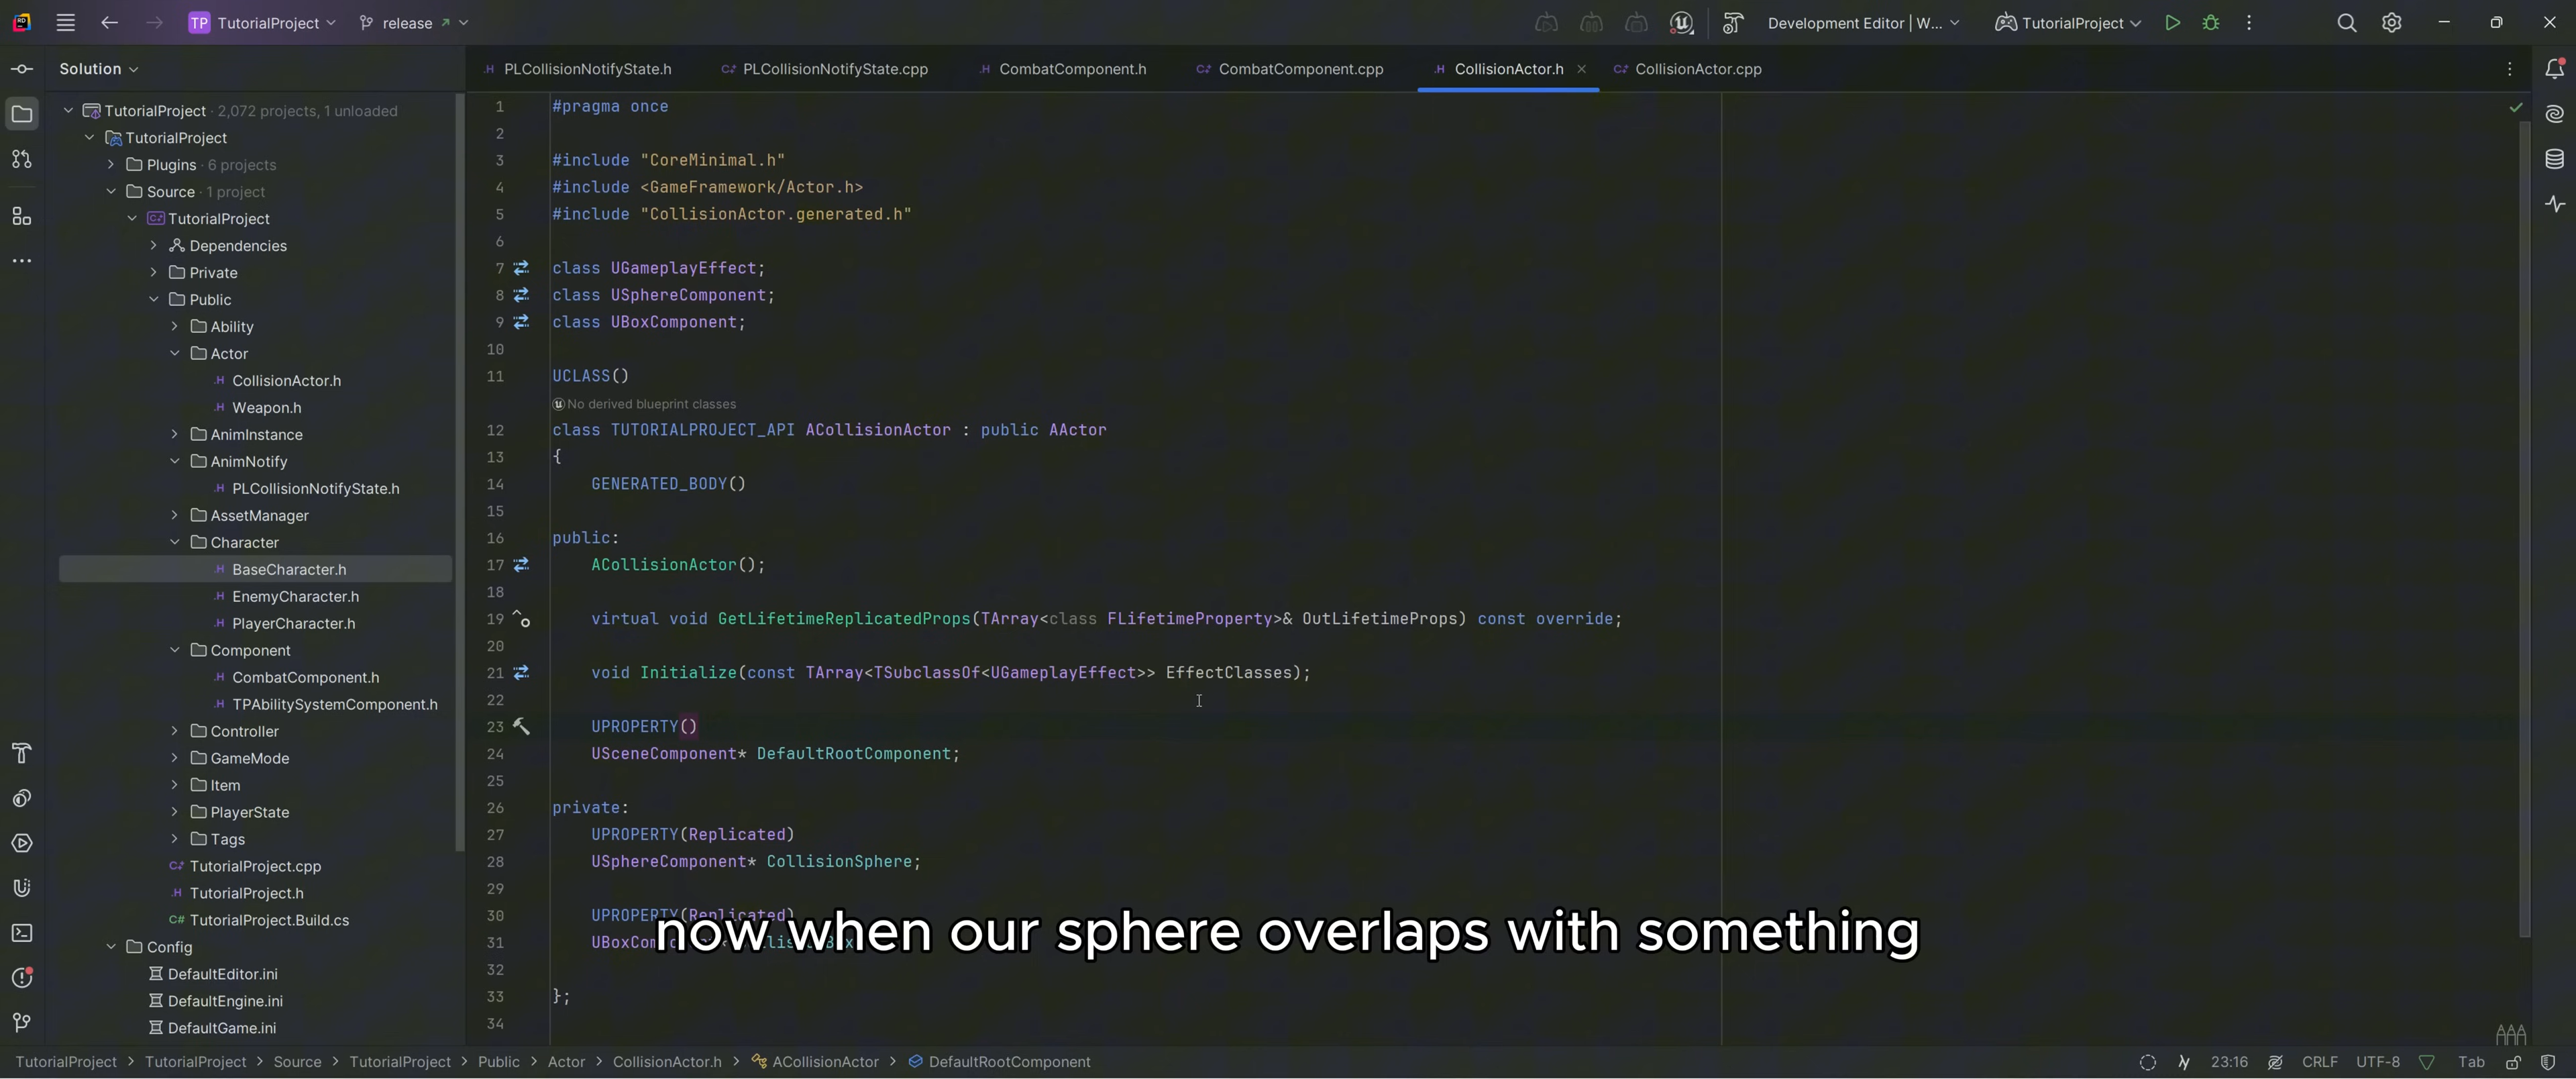 TP TutorialProject release Development Editor | W... TutorialProject
Solution
PLCollisionNotifyState.h PLCollisionNotifyState.cpp CombatComponent.h CombatComponent.cpp CollisionActor.h CollisionActor.cpp
TutorialProject · 2,072 projects, 1 unloaded
TutorialProject
Plugins · 6 projects
Source · 1 project
TutorialProject
Dependencies
Private
Public
Ability
Actor
CollisionActor.h
Weapon.h
AnimInstance
AnimNotify
PLCollisionNotifyState.h
AssetManager
Character
BaseCharacter.h
EnemyCharacter.h
PlayerCharacter.h
Component
CombatComponent.h
TPAbilitySystemComponent.h
Controller
GameMode
Item
PlayerState
Tags
TutorialProject.cpp
TutorialProject.h
TutorialProject.Build.cs
Config
DefaultEditor.ini
DefaultEngine.ini
DefaultGame.ini
1 #pragma once
2
3 #include "CoreMinimal.h"
4 #include <GameFramework/Actor.h>
5 #include "CollisionActor.generated.h"
6
7 class UGameplayEffect;
8 class USphereComponent;
9 class UBoxComponent;
10
11 UCLASS()
No derived blueprint classes
12 class TUTORIALPROJECT_API ACollisionActor : public AActor
13 {
14 GENERATED_BODY()
15
16 public:
17 ACollisionActor();
18
19 virtual void GetLifetimeReplicatedProps(TArray<class FLifetimeProperty>& OutLifetimeProps) const override;
20
21 void Initialize(const TArray<TSubclassOf<UGameplayEffect>> EffectClasses);
22
23 UPROPERTY()
24 USceneComponent* DefaultRootComponent;
25
26 private:
27 UPROPERTY(Replicated)
28 USphereComponent* CollisionSphere;
29
30 UPROPERTY(Replicated)
31
32
33 };
34
now when our sphere overlaps with something
TutorialProject > TutorialProject > Source > TutorialProject > Public > Actor > CollisionActor.h > ACollisionActor > DefaultRootComponent 23:16 CRLF UTF-8 Tab